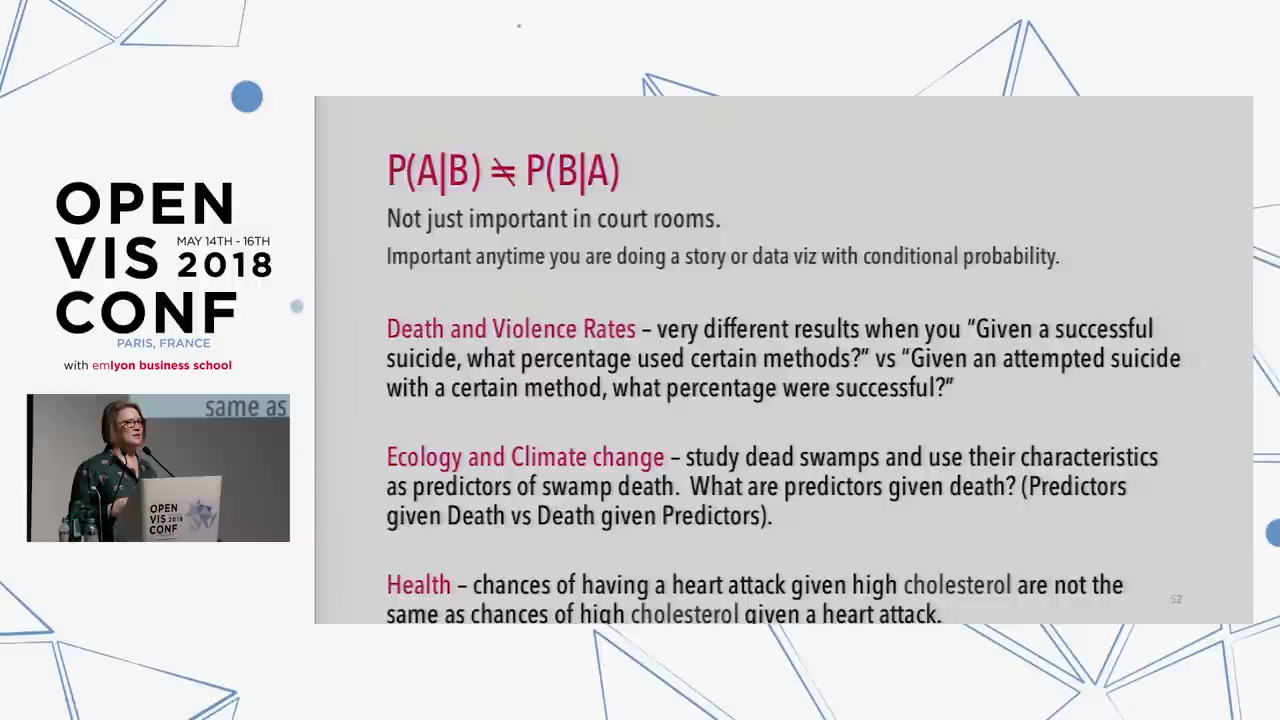 OPEN
VIS
MAY 14TH - 16TH
2018
CONF
PARIS, FRANCE
with emlyon business school
same as
OPEN
VIS 2018
CONF
P(A|B) ≒ P(B|A)
Not just important in court rooms.
Important anytime you are doing a story or data viz with conditional probability.
Death and Violence Rates – very different results when you “Given a successful
suicide, what percentage used certain methods?” vs “Given an attempted suicide
with a certain method, what percentage were successful?”
Ecology and Climate change – study dead swamps and use their characteristics
as predictors of swamp death. What are predictors given death? (Predictors
given Death vs Death given Predictors).
Health – chances of having a heart attack given high cholesterol are not the
same as chances of high cholesterol given a heart attack.
52